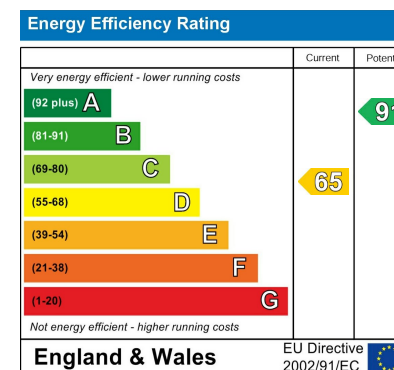 Energy Efficiency Rating
Current
Potent
Very energy efficient - lower running costs
(92 plus) A
(81-91) B
(69-80) C
(55-68) D
(39-54) E
(21-38) F
(1-20) G
65
91
Not energy efficient - higher running costs
England & Wales
EU Directive
2002/91/EC